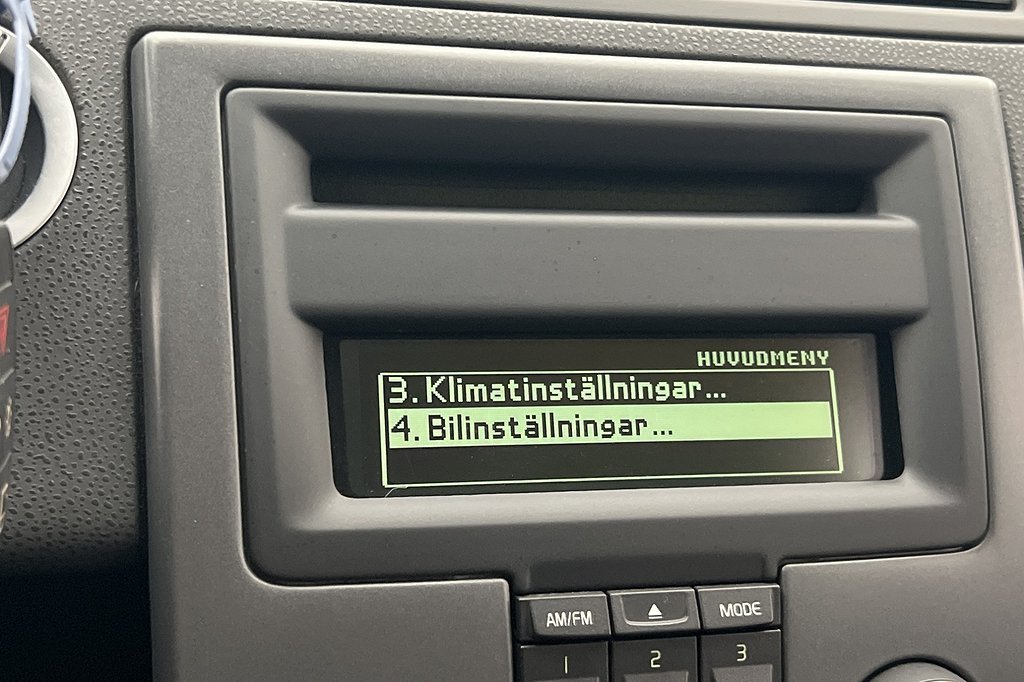 HUVUDMENY
3. Klimatinställningar...
4. Bilinställningar...
AM/FM MODE
1 2 3